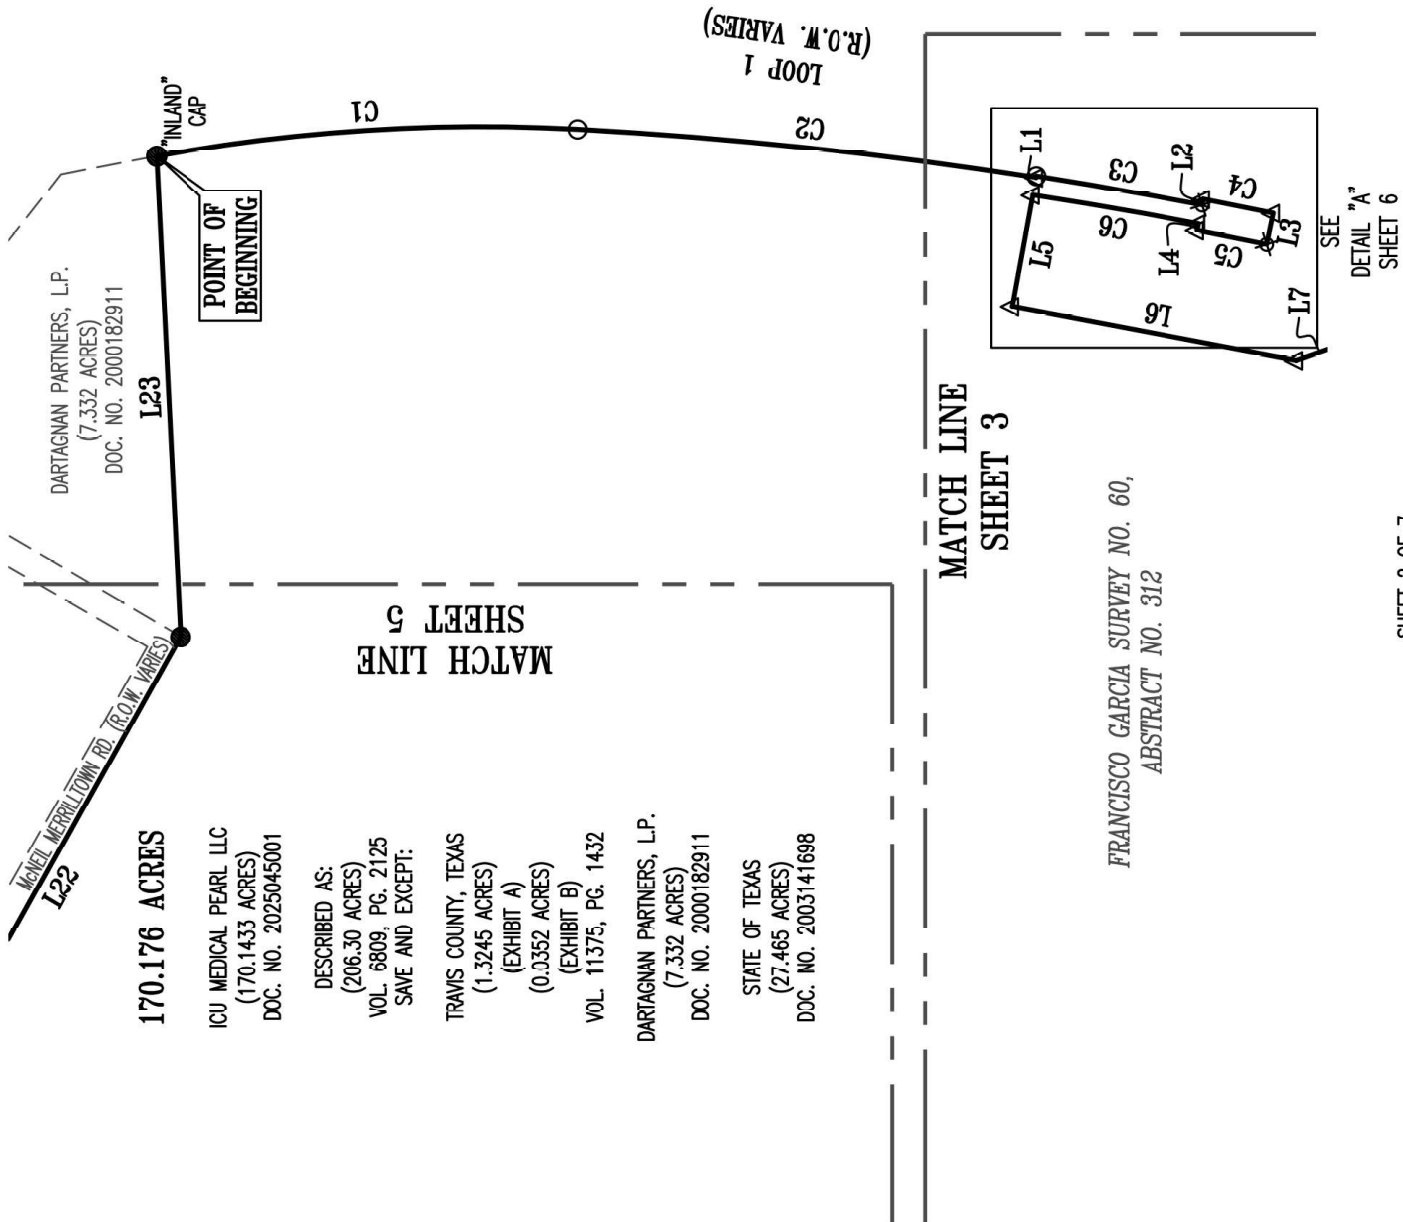 LOOP 1
(R.O.W. VARIES)
"INLAND"
CAP
C1
C2
POINT OF
BEGINNING
DARTAGNAN PARTNERS, L.P.
(7.332 ACRES)
DOC. NO. 2000182911
L23
L1
C3
L2
C4
C6
L4
C5
L3
L5
L6
L7
SEE
DETAIL "A"
SHEET 6
MATCH LINE
SHEET 3
MATCH LINE
SHEET 5
McNEIL MERRILLTOWN RD. (R.O.W. VARIES)
L22
170.176 ACRES
ICU MEDICAL PEARL LLC
(170.1433 ACRES)
DOC. NO. 2025045001
DESCRIBED AS:
(206.30 ACRES)
VOL. 6809, PG. 2125
SAVE AND EXCEPT:
TRAVIS COUNTY, TEXAS
(1.3245 ACRES)
(EXHIBIT A)
(0.0352 ACRES)
(EXHIBIT B)
VOL. 11375, PG. 1432
DARTAGNAN PARTNERS, L.P.
(7.332 ACRES)
DOC. NO. 2000182911
STATE OF TEXAS
(27.465 ACRES)
DOC. NO. 2003141698
FRANCISCO GARCIA SURVEY NO. 60,
ABSTRACT NO. 312